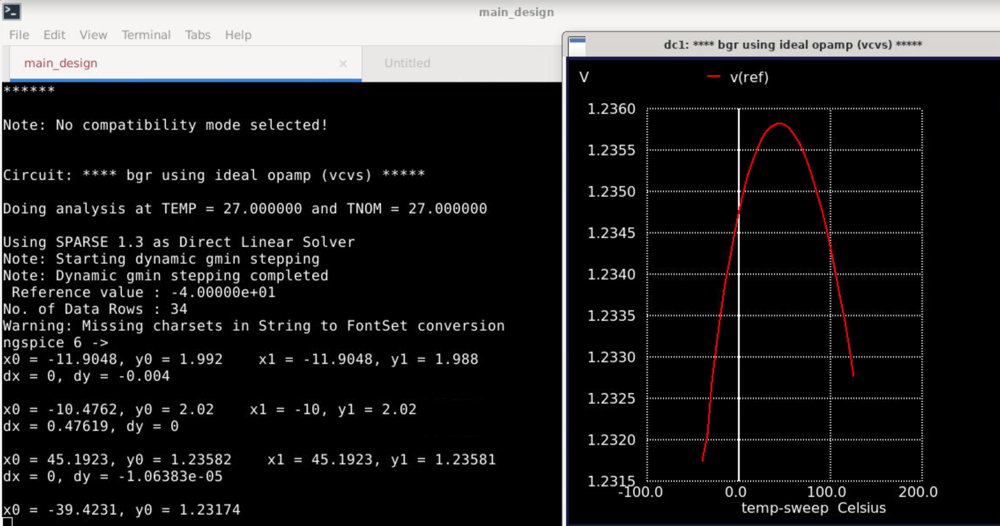 main_design
File Edit View Terminal Tabs Help
main_design × Untitled
******
Note: No compatibility mode selected!
Circuit: **** bgr using ideal opamp (vcvs) *****
Doing analysis at TEMP = 27.000000 and TNOM = 27.000000
Using SPARSE 1.3 as Direct Linear Solver
Note: Starting dynamic gmin stepping
Note: Dynamic gmin stepping completed
Reference value : -4.00000e+01
No. of Data Rows : 34
Warning: Missing charsets in String to FontSet conversion
ngspice 6 ->
x0 = -11.9048, y0 = 1.992    x1 = -11.9048, y1 = 1.988
dx = 0, dy = -0.004
x0 = -10.4762, y0 = 2.02    x1 = -10, y1 = 2.02
dx = 0.47619, dy = 0
x0 = 45.1923, y0 = 1.23582    x1 = 45.1923, y1 = 1.23581
dx = 0, dy = -1.06383e-05
x0 = -39.4231, y0 = 1.23174
dc1: **** bgr using ideal opamp (vcvs) *****
V v(ref)
1.2360
1.2355
1.2350
1.2345
1.2340
1.2335
1.2330
1.2325
1.2320
1.2315
-100.0 0.0 100.0 200.0
temp-sweep Celsius